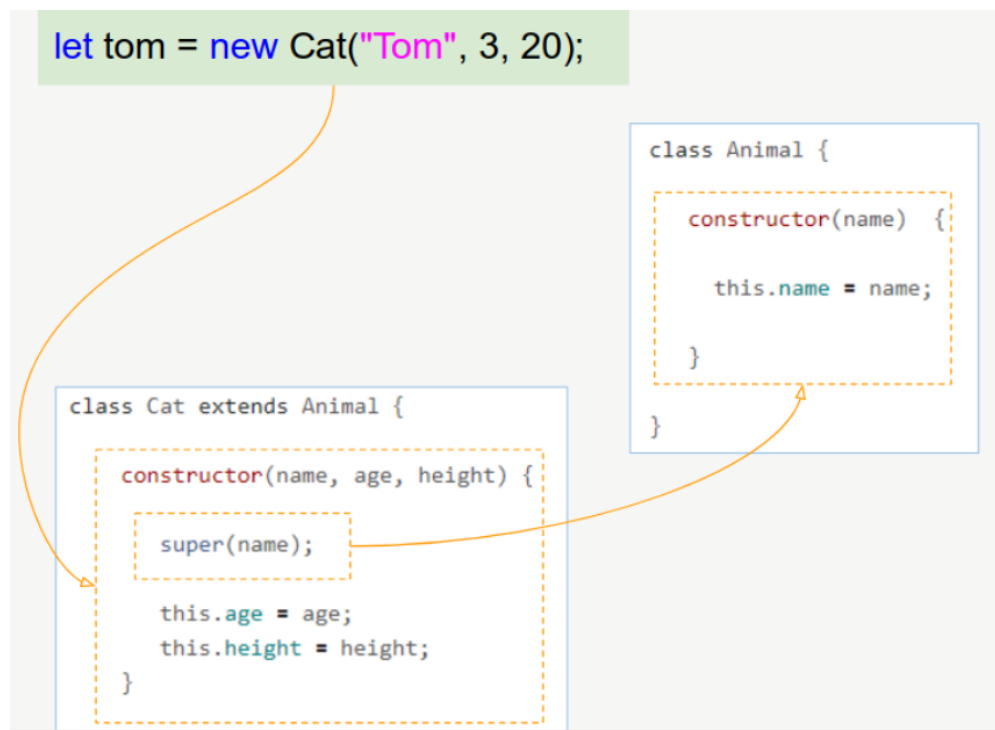 let tom = new Cat("Tom", 3, 20);
class Animal {
constructor(name) {
this.name = name;
}
}
class Cat extends Animal {
constructor(name, age, height) {
super(name);
this.age = age;
this.height = height;
}